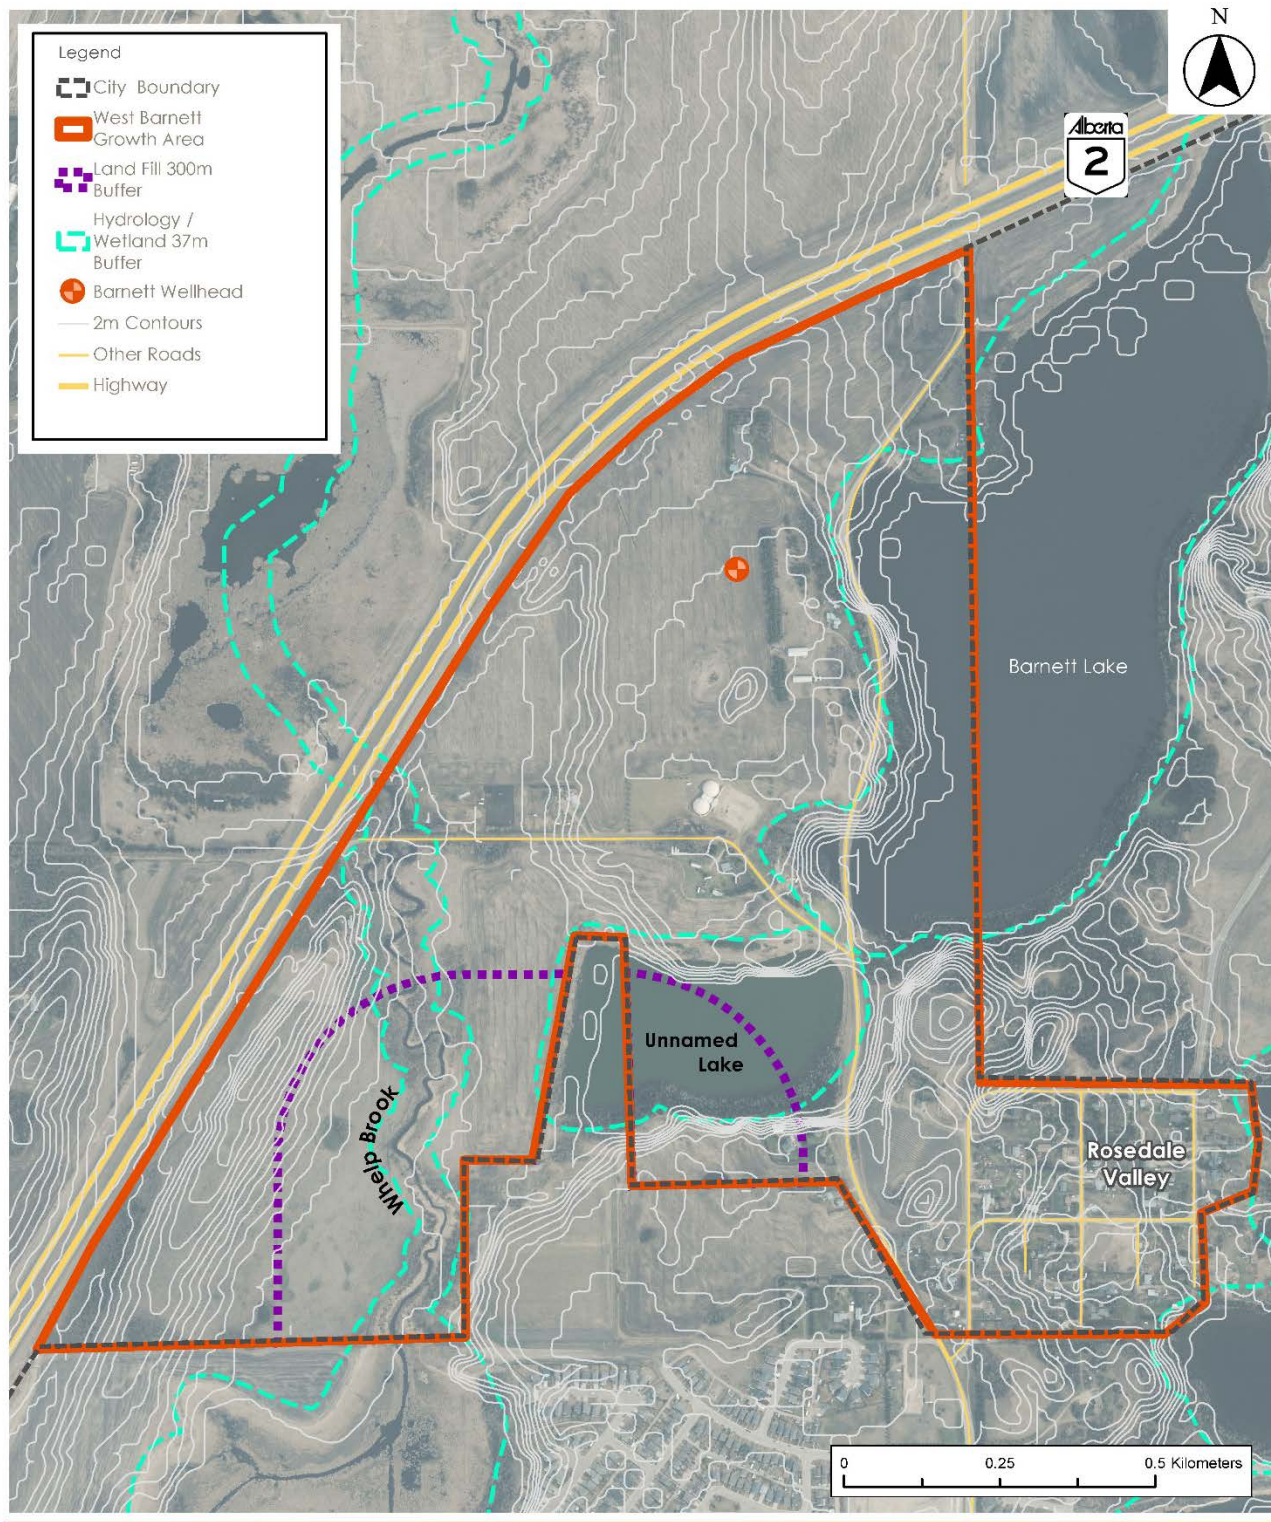 N
Legend
City Boundary
West Barnett
Growth Area
Land Fill 300m
Buffer
Hydrology /
Wetland 37m
Buffer
Barnett Wellhead
2m Contours
Other Roads
Highway
Alberta
2
Barnett Lake
Unnamed
Lake
Whelp Brook
Rosedale
Valley
0 0.25 0.5 Kilometers